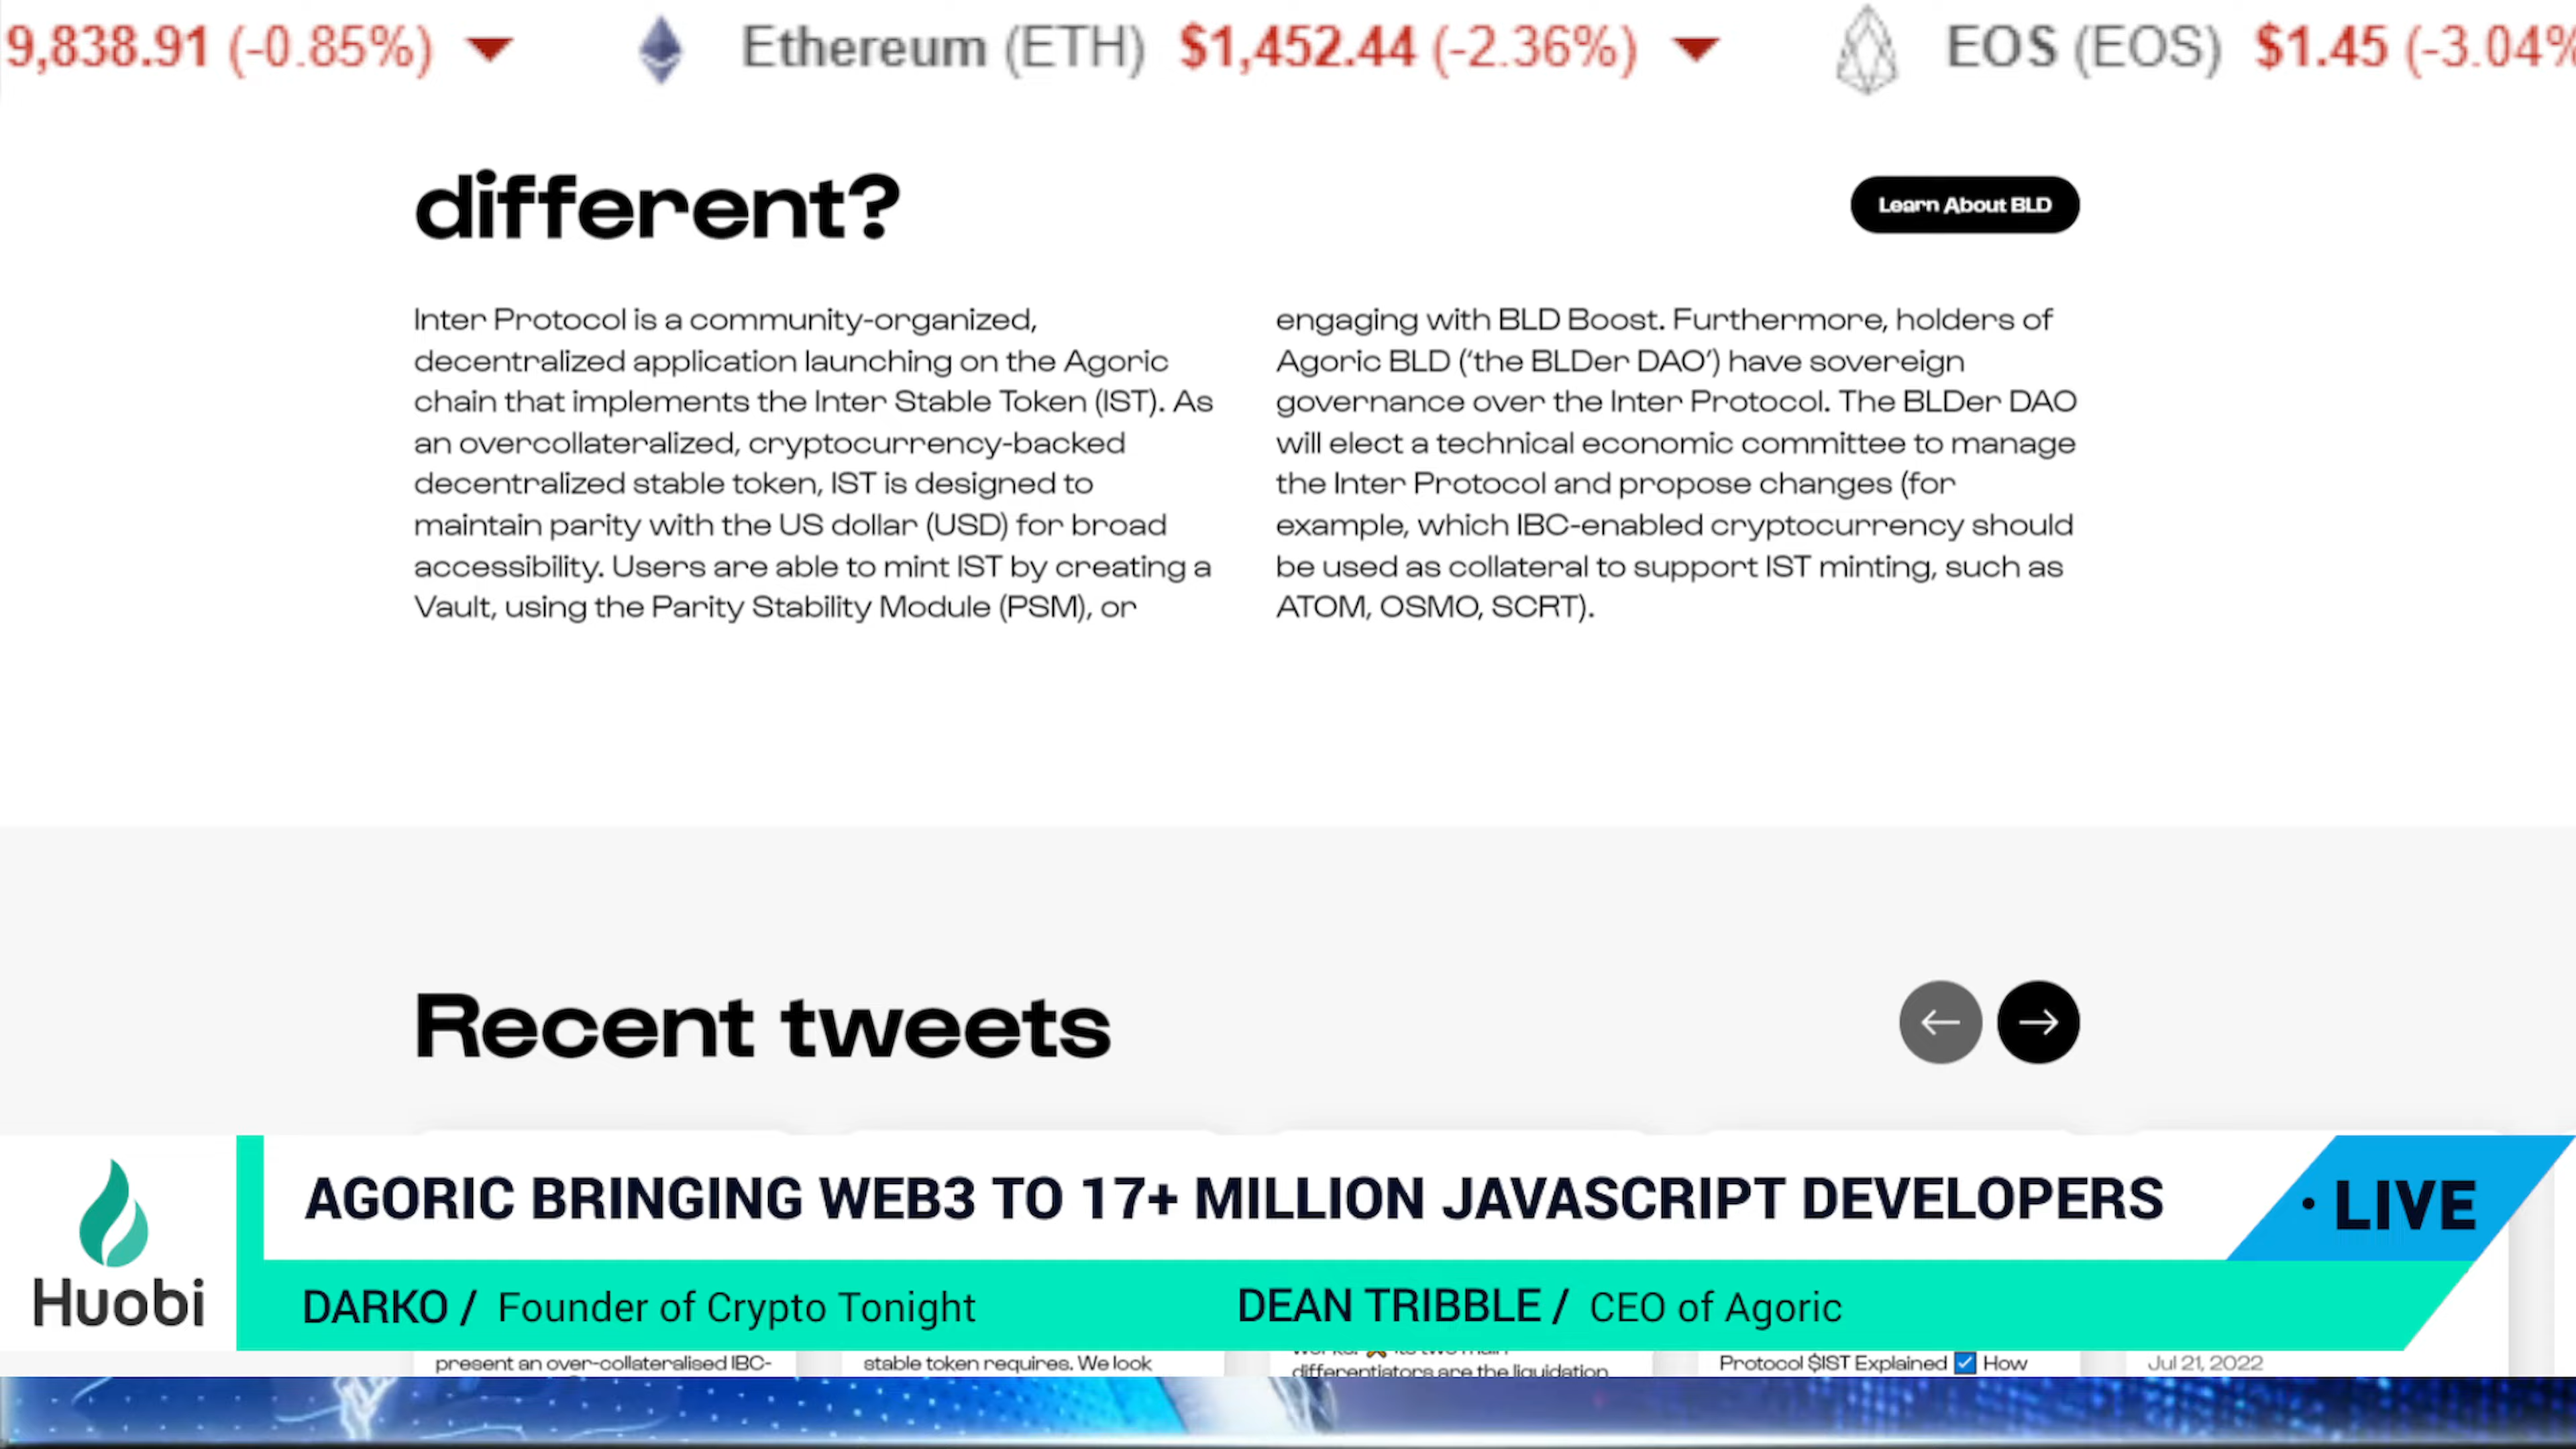 9,838.91 (-0.85%) Ethereum (ETH) $1,452.44 (-2.36%) EOS (EOS) $1.45 (-3.04%
different?
Learn About BLD
Inter Protocol is a community-organized,
decentralized application launching on the Agoric
chain that implements the Inter Stable Token (IST). As
an overcollateralized, cryptocurrency-backed
decentralized stable token, IST is designed to
maintain parity with the US dollar (USD) for broad
accessibility. Users are able to mint IST by creating a
Vault, using the Parity Stability Module (PSM), or
engaging with BLD Boost. Furthermore, holders of
Agoric BLD (‘the BLDer DAO’) have sovereign
governance over the Inter Protocol. The BLDer DAO
will elect a technical economic committee to manage
the Inter Protocol and propose changes (for
example, which IBC-enabled cryptocurrency should
be used as collateral to support IST minting, such as
ATOM, OSMO, SCRT).
Recent tweets
AGORIC BRINGING WEB3 TO 17+ MILLION JAVASCRIPT DEVELOPERS
• LIVE
Huobi
DARKO / Founder of Crypto Tonight
DEAN TRIBBLE / CEO of Agoric
present an over-collateralised IBC-
stable token requires. We look
differentiators are the liquidation
Protocol $IST Explained ☑ How
Jul 21, 2022